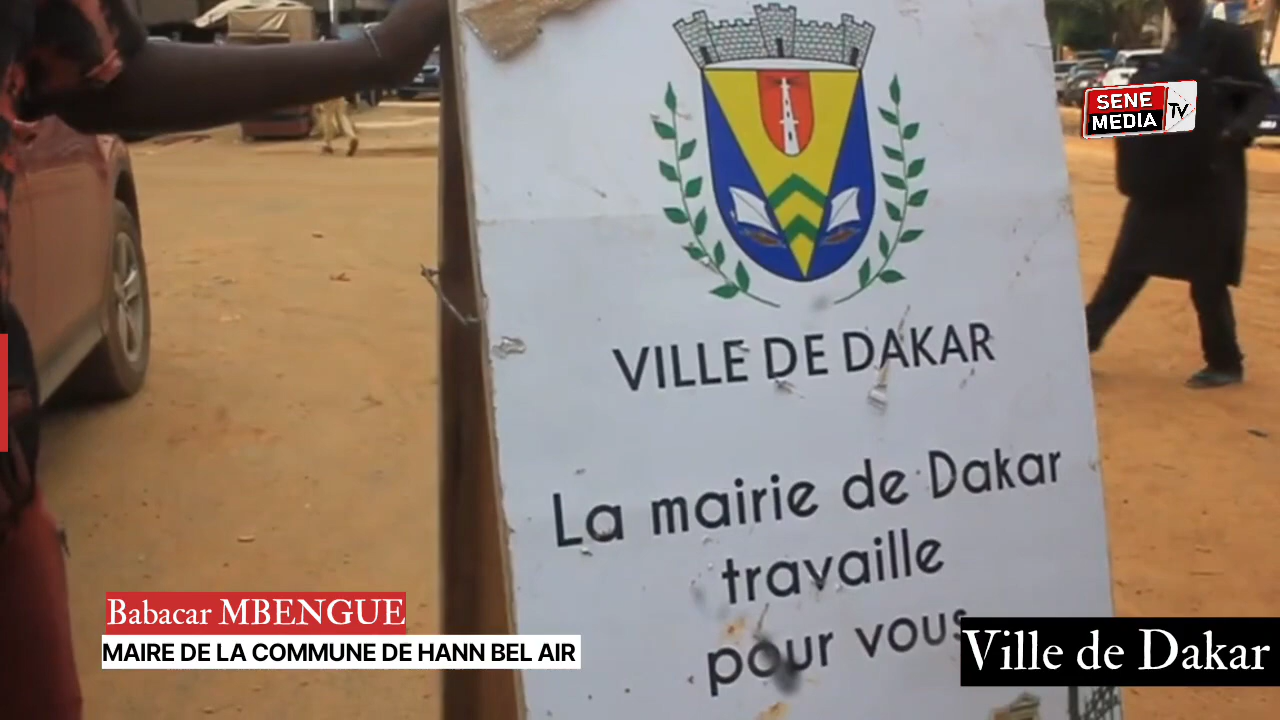 SENE
MEDIA TV
VILLE DE DAKAR
La mairie de Dakar
travaille
pour vous
Babacar MBENGUE
MAIRE DE LA COMMUNE DE HANN BEL AIR
Ville de Dakar